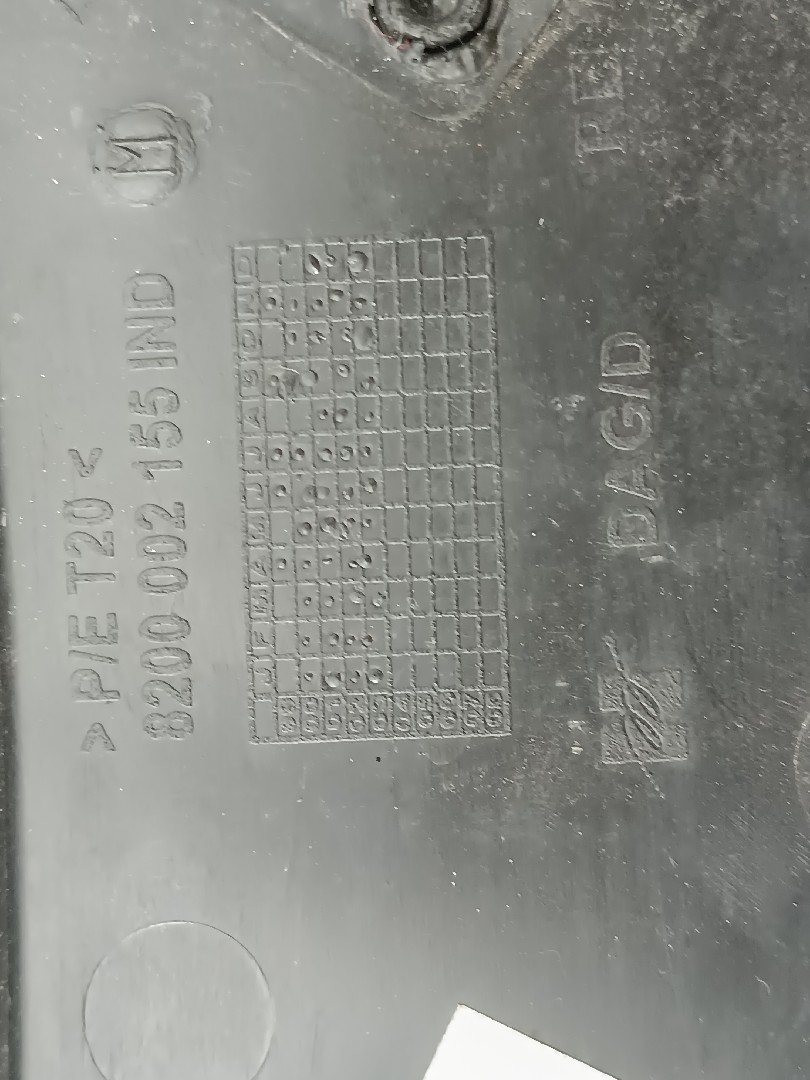 M
> P/E T20 <
8200 002 155 IND
J F M A M J J A S O N D
DAG/D